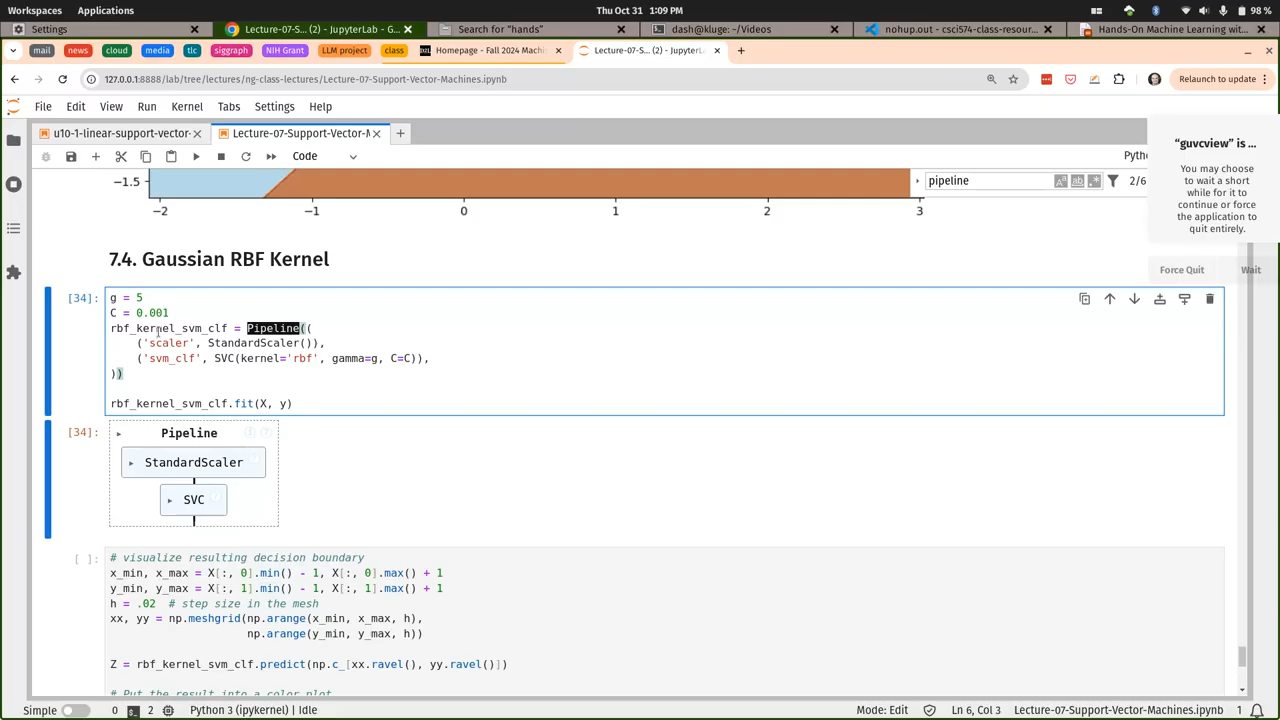 Workspaces
Applications
Thu Oct 31 1:09 PM
98 %
Settings
Lecture-07-S... (2) - JupyterLab - G...
Search for "hands"
dash@kluge: ~/Videos
nohup.out - csci574-class-resour...
Hands-On Machine Learning wit...
mail
news
cloud
media
tlc
siggraph
NIH Grant
LLM project
class
Homepage - Fall 2024 Machin...
Lecture-07-S... (2) - JupyterL...
127.0.0.1:8888/lab/tree/lectures/ng-class-lectures/Lecture-07-Support-Vector-Machines.ipynb
Relaunch to update
File Edit View Run Kernel Tabs Settings Help
u10-1-linear-support-vector-
Lecture-07-Support-Vector-M
Code
Pyth
"guvcview" is ...
You may choose
to wait a short
while for it to
continue or force
the application to
quit entirely.
Force Quit
Wait
−1.5
pipeline
2/6
−2 −1 0 1 2 3
7.4. Gaussian RBF Kernel
[34]:
g = 5
C = 0.001
rbf_kernel_svm_clf = Pipeline((
('scaler', StandardScaler()),
('svm_clf', SVC(kernel='rbf', gamma=g, C=C)),
))
rbf_kernel_svm_clf.fit(X, y)
[34]:
Pipeline
StandardScaler
SVC
[ ]:
# visualize resulting decision boundary
x_min, x_max = X[:, 0].min() - 1, X[:, 0].max() + 1
y_min, y_max = X[:, 1].min() - 1, X[:, 1].max() + 1
h = .02 # step size in the mesh
xx, yy = np.meshgrid(np.arange(x_min, x_max, h),
np.arange(y_min, y_max, h))
Z = rbf_kernel_svm_clf.predict(np.c_[xx.ravel(), yy.ravel()])
# Put the result into a color plot
Simple
0
2
Python 3 (ipykernel) | Idle
Mode: Edit
Ln 6, Col 3
Lecture-07-Support-Vector-Machines.ipynb
1